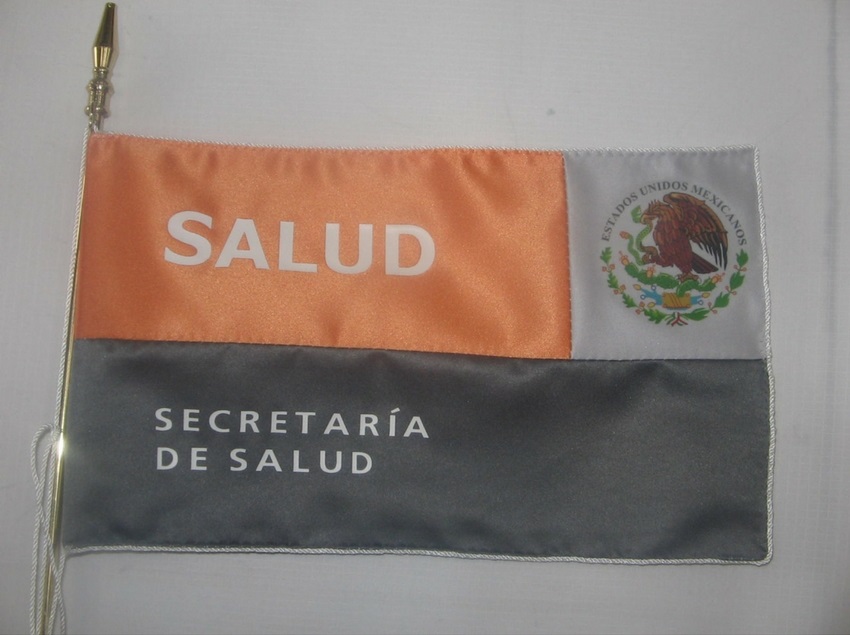 SALUD
ESTADOS UNIDOS MEXICANOS
SECRETARÍA
DE SALUD